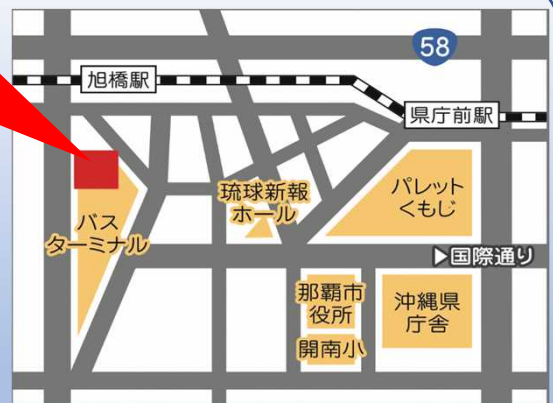 58
旭橋駅
県庁前駅
琉球新報
ホール
パレット
くもじ
バス
ターミナル
▶国際通り
那覇市
役所
沖縄県
庁舎
開南小